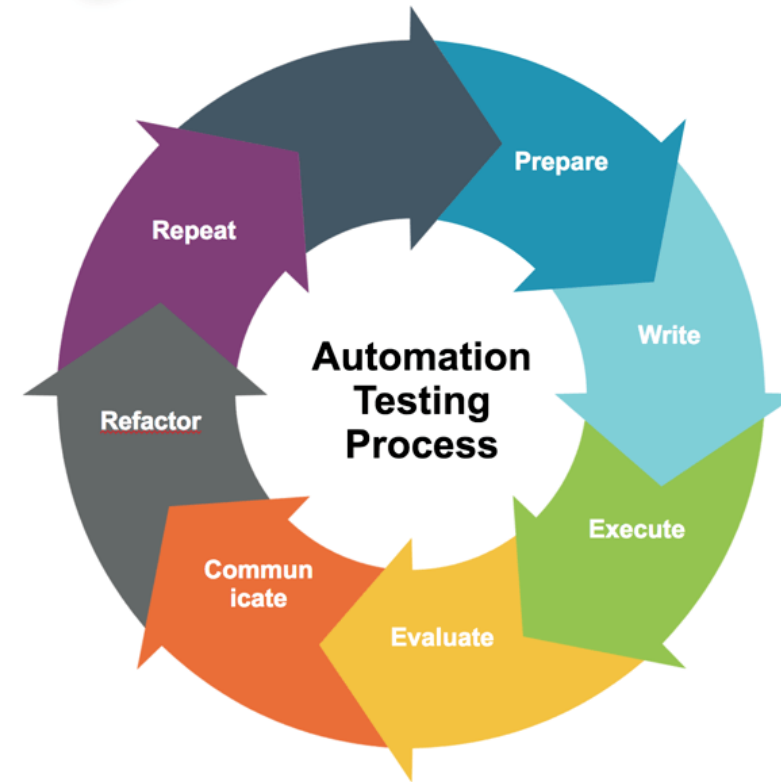 Prepare
Write
Execute
Evaluate
Commun
icate
Refactor
Repeat
Automation
Testing
Process